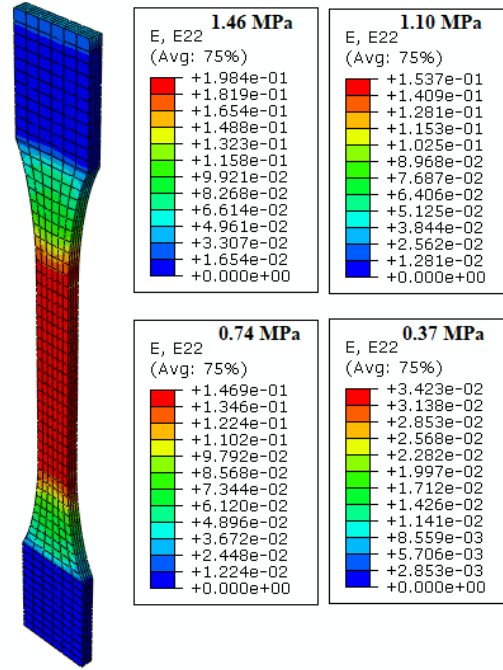 1.46 MPa
E, E22
(Avg: 75%)
+1.984e-01
+1.819e-01
+1.654e-01
+1.488e-01
+1.323e-01
+1.158e-01
+9.921e-02
+8.268e-02
+6.614e-02
+4.961e-02
+3.307e-02
+1.654e-02
+0.000e+00
1.10 MPa
E, E22
(Avg: 75%)
+1.537e-01
+1.409e-01
+1.281e-01
+1.153e-01
+1.025e-01
+8.968e-02
+7.687e-02
+6.406e-02
+5.125e-02
+3.844e-02
+2.562e-02
+1.281e-02
+0.000e+00
0.74 MPa
E, E22
(Avg: 75%)
+1.469e-01
+1.346e-01
+1.224e-01
+1.102e-01
+9.792e-02
+8.568e-02
+7.344e-02
+6.120e-02
+4.896e-02
+3.672e-02
+2.448e-02
+1.224e-02
+0.000e+00
0.37 MPa
E, E22
(Avg: 75%)
+3.423e-02
+3.138e-02
+2.853e-02
+2.568e-02
+2.282e-02
+1.997e-02
+1.712e-02
+1.426e-02
+1.141e-02
+8.559e-03
+5.706e-03
+2.853e-03
+0.000e+00